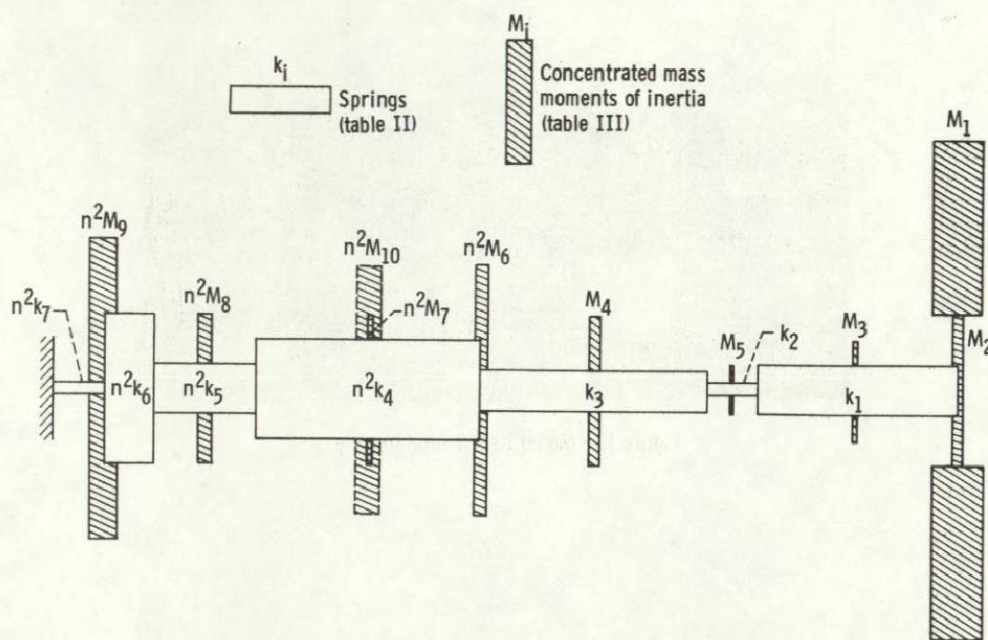 M_i
k_i
Springs
(table II)
Concentrated mass
moments of inertia
(table III)
M_1
n^2M_9
n^2M_10
n^2M_6
n^2k_7
n^2M_8
n^2M_7
M_4
M_5
k_2
M_3
M_2
n^2k_6
n^2k_5
n^2k_4
k_3
k_1